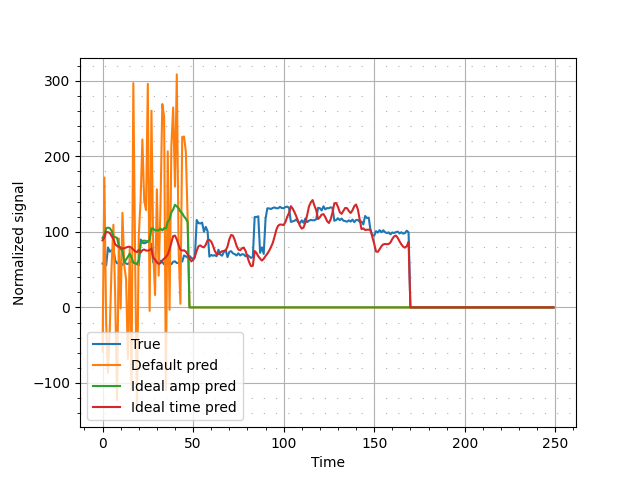 300
200
100
0
−100
Normalized signal
True
Default pred
Ideal amp pred
Ideal time pred
0
50
100
150
200
250
Time